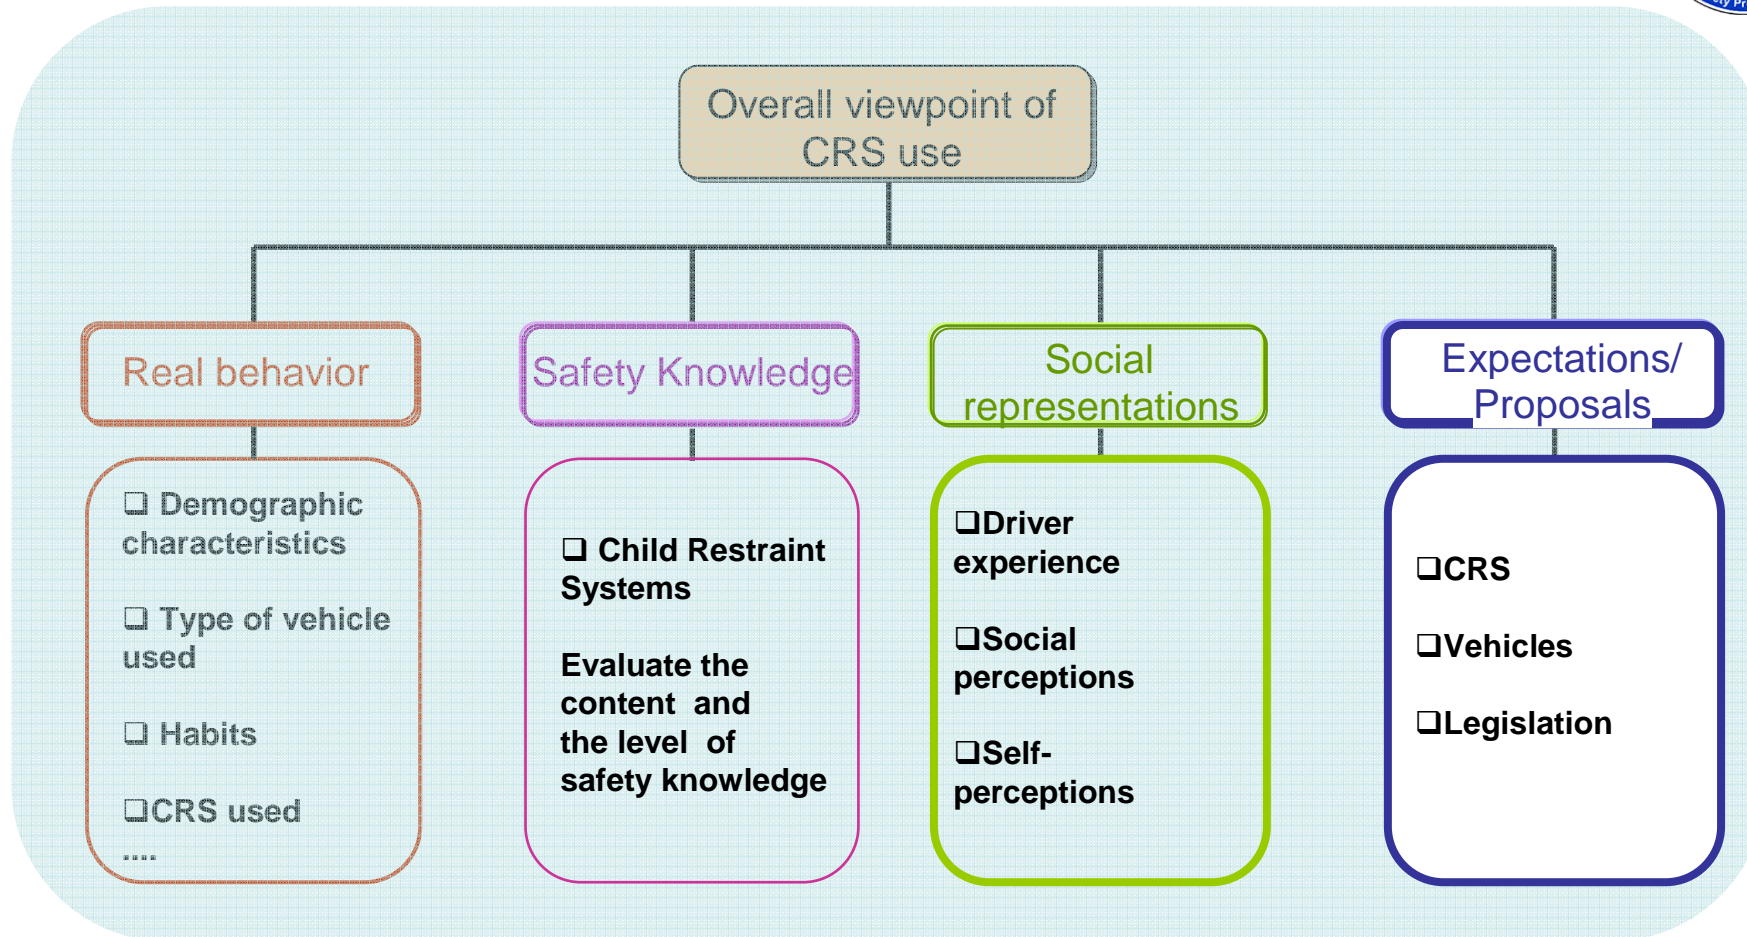 Overall viewpoint of
CRS use
Real behavior
❑ Demographic
characteristics
❑ Type of vehicle
used
❑ Habits
❑CRS used
....
Safety Knowledge
❑ Child Restraint
Systems
Evaluate the
content and
the level of
safety knowledge
Social
representations
❑Driver
experience
❑Social
perceptions
❑Self-
perceptions
Expectations/
Proposals
❑CRS
❑Vehicles
❑Legislation